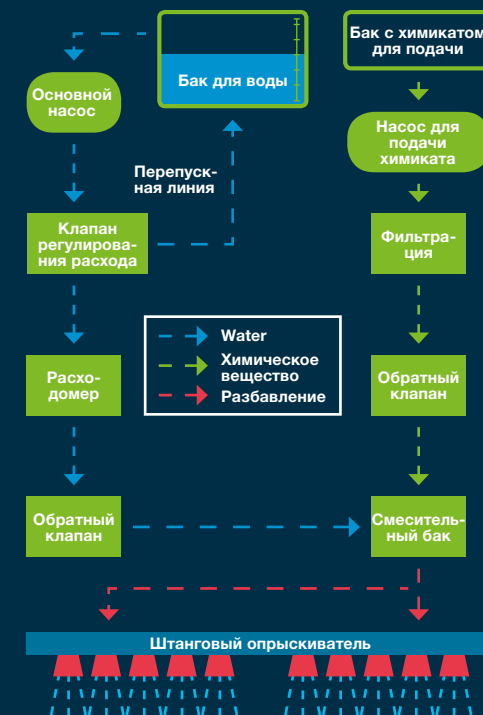 Бак с химикатом
для подачи
Бак для воды
Основной
насос
Насос для
подачи
химиката
Перепуск-
ная линия
Клапан
регулирова-
ния расхода
Фильтра-
ция
Water
Химическое
вещество
Разбавление
Расхо-
домер
Обратный
клапан
Обратный
клапан
Смеситель-
ный бак
Штанговый опрыскиватель